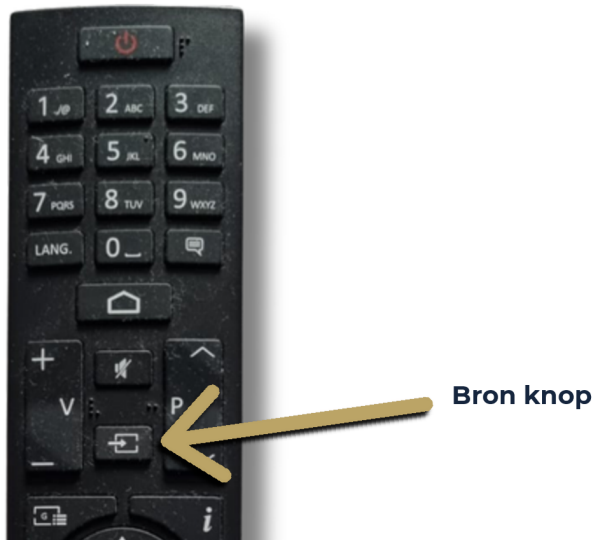 1 .,/@ 2 ABC 3 DEF
4 GHI 5 JKL 6 MNO
7 PQRS 8 TUV 9 WXYZ
LANG. 0
+
V P
Bron knop
−
G i